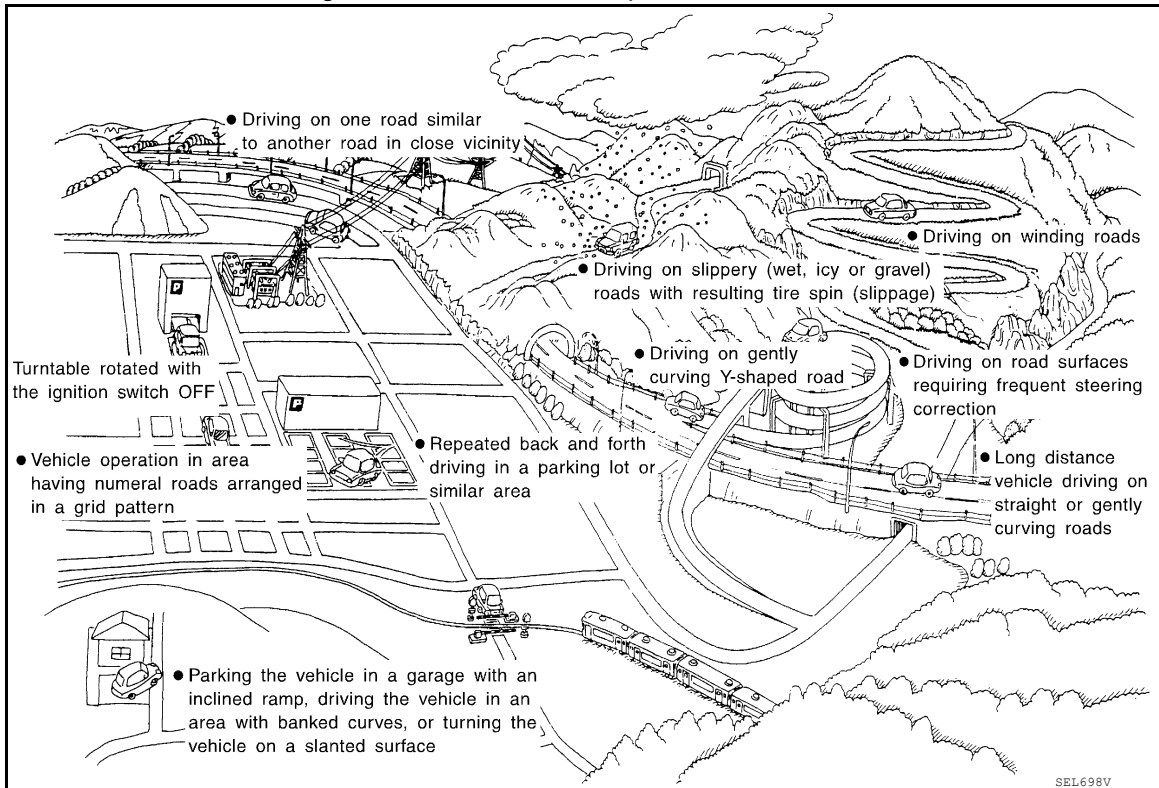 ● Driving on one road similar
to another road in close vicinity
● Driving on winding roads
● Driving on slippery (wet, icy or gravel)
roads with resulting tire spin (slippage)
P
Turntable rotated with
the ignition switch OFF
● Driving on gently
curving Y-shaped road
● Driving on road surfaces
requiring frequent steering
correction
P
● Vehicle operation in area
having numeral roads arranged
in a grid pattern
● Repeated back and forth
driving in a parking lot or
similar area
● Long distance
vehicle driving on
straight or gently
curving roads
● Parking the vehicle in a garage with an
inclined ramp, driving the vehicle in an
area with banked curves, or turning the
vehicle on a slanted surface
SEL698V